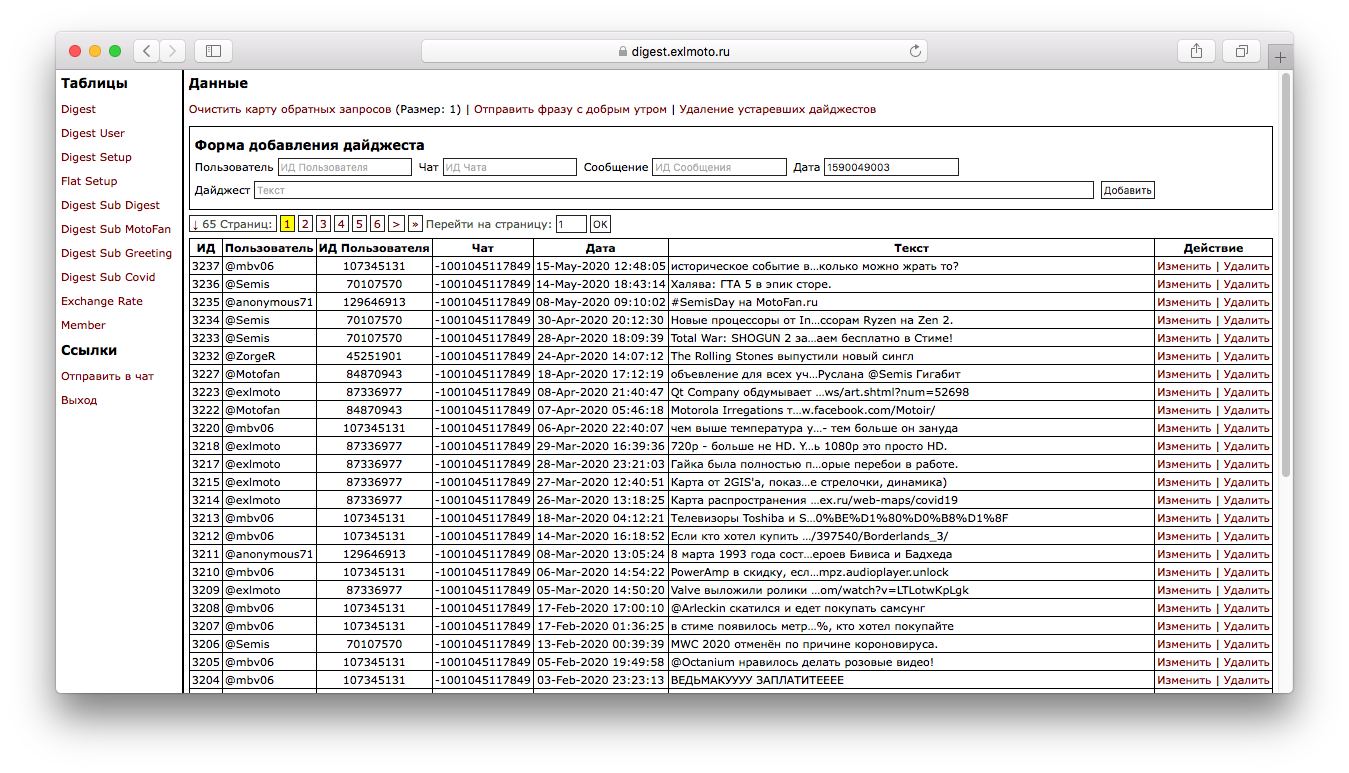 digest.exlmoto.ru
Таблицы
Digest
Digest User
Digest Setup
Flat Setup
Digest Sub Digest
Digest Sub MotoFan
Digest Sub Greeting
Digest Sub Covid
Exchange Rate
Member
Ссылки
Отправить в чат
Выход
Данные
Очистить карту обратных запросов (Размер: 1) | Отправить фразу с добрым утром | Удаление устаревших дайджестов
Форма добавления дайджеста
Пользователь ИД Пользователя Чат ИД Чата Сообщение ИД Сообщения Дата 1590049003
Дайджест Текст Добавить
↓ 65 Страниц: 1 2 3 4 5 6 > » Перейти на страницу: 1 ОК
ИД Пользователь ИД Пользователя Чат Дата Текст Действие
3237 @mbv06 107345131 -1001045117849 15-May-2020 12:48:05 историческое событие в...колько можно жрать то? Изменить | Удалить
3236 @Semis 70107570 -1001045117849 14-May-2020 18:43:14 Халява: ГТА 5 в эпик сторе. Изменить | Удалить
3235 @anonymous71 129646913 -1001045117849 08-May-2020 09:10:02 #SemisDay на MotoFan.ru Изменить | Удалить
3234 @Semis 70107570 -1001045117849 30-Apr-2020 20:12:30 Новые процессоры от In...ссорам Ryzen на Zen 2. Изменить | Удалить
3233 @Semis 70107570 -1001045117849 28-Apr-2020 18:09:39 Total War: SHOGUN 2 за...аем бесплатно в Стиме! Изменить | Удалить
3232 @ZorgeR 45251901 -1001045117849 24-Apr-2020 14:07:12 The Rolling Stones выпустили новый сингл Изменить | Удалить
3227 @Motofan 84870943 -1001045117849 18-Apr-2020 17:12:19 объевление для всех уч...Руслана @Semis Гигабит Изменить | Удалить
3223 @exlmoto 87336977 -1001045117849 08-Apr-2020 21:40:47 Qt Company обдумывает ...ws/art.shtml?num=52698 Изменить | Удалить
3222 @Motofan 84870943 -1001045117849 07-Apr-2020 05:46:18 Motorola Irregations т...w.facebook.com/Motoir/ Изменить | Удалить
3220 @mbv06 107345131 -1001045117849 06-Apr-2020 22:40:07 чем выше температура у...- тем больше он зануда Изменить | Удалить
3218 @exlmoto 87336977 -1001045117849 29-Mar-2020 16:39:36 720p - больше не HD. Y...ь 1080p это просто HD. Изменить | Удалить
3217 @exlmoto 87336977 -1001045117849 28-Mar-2020 23:21:03 Гайка была полностью п...орые перебои в работе. Изменить | Удалить
3215 @exlmoto 87336977 -1001045117849 27-Mar-2020 12:40:51 Карта от 2GIS'а, показ...е стрелочки, динамика) Изменить | Удалить
3214 @exlmoto 87336977 -1001045117849 26-Mar-2020 13:18:25 Карта распространения ...ex.ru/web-maps/covid19 Изменить | Удалить
3213 @mbv06 107345131 -1001045117849 18-Mar-2020 04:12:21 Телевизоры Toshiba и S...0%BE%D1%80%D0%B8%D1%8F Изменить | Удалить
3212 @mbv06 107345131 -1001045117849 14-Mar-2020 16:18:52 Если кто хотел купить .../397540/Borderlands_3/ Изменить | Удалить
3211 @anonymous71 129646913 -1001045117849 08-Mar-2020 13:05:24 8 марта 1993 года сост...ероев Бивиса и Бадхеда Изменить | Удалить
3210 @mbv06 107345131 -1001045117849 06-Mar-2020 14:54:22 PowerAmp в скидку, есл...mpz.audioplayer.unlock Изменить | Удалить
3209 @exlmoto 87336977 -1001045117849 05-Mar-2020 14:50:20 Valve выложили ролики ...om/watch?v=LTLotwKpLgk Изменить | Удалить
3208 @mbv06 107345131 -1001045117849 17-Feb-2020 17:00:10 @Arleckin скатился и едет покупать самсунг Изменить | Удалить
3207 @mbv06 107345131 -1001045117849 17-Feb-2020 01:36:25 в стиме появилось метр...%, кто хотел покупайте Изменить | Удалить
3206 @Semis 70107570 -1001045117849 13-Feb-2020 00:39:39 MWC 2020 отменён по причине короновируса. Изменить | Удалить
3205 @mbv06 107345131 -1001045117849 05-Feb-2020 19:49:58 @Octanium нравилось делать розовые видео! Изменить | Удалить
3204 @mbv06 107345131 -1001045117849 03-Feb-2020 23:23:13 ВЕДЬМАКУУУУ ЗАПЛАТИТЕЕЕЕ Изменить | Удалить